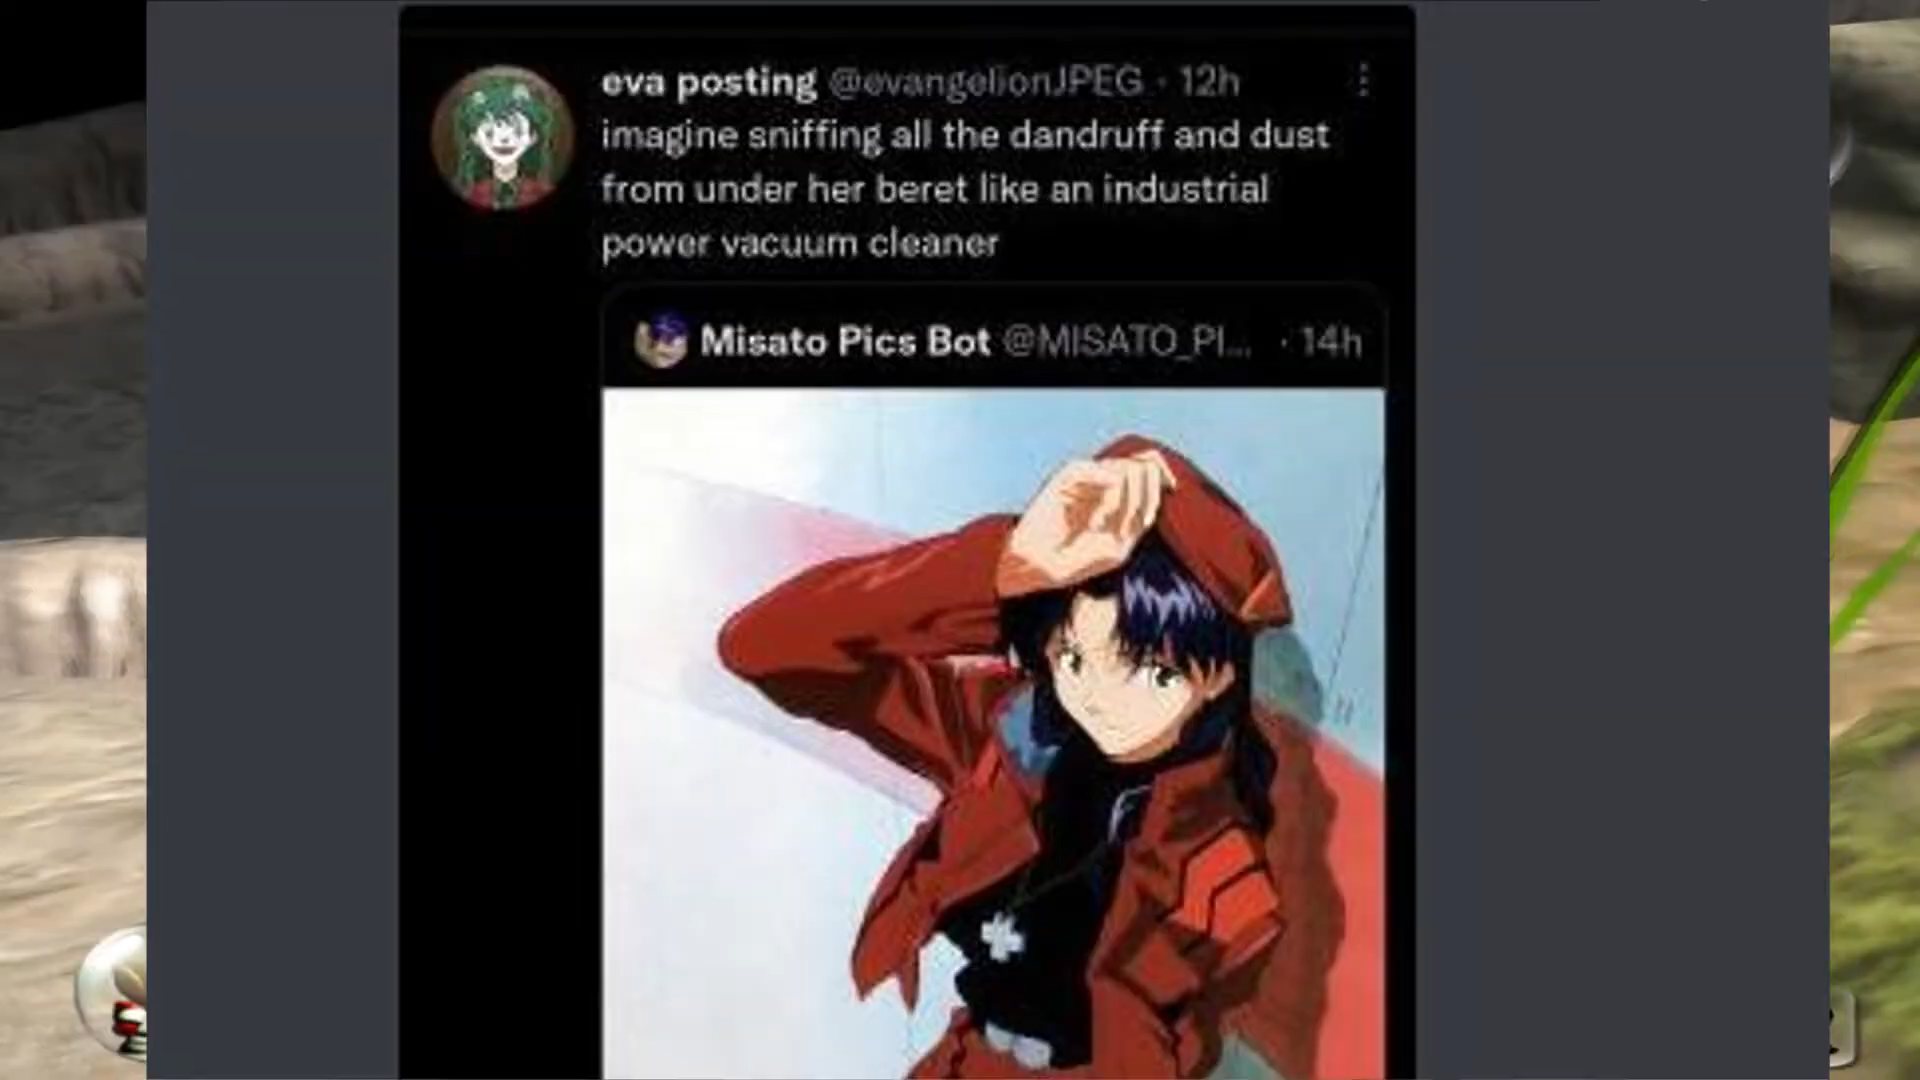 eva posting @evangelionJPEG · 12h
imagine sniffing all the dandruff and dust
from under her beret like an industrial
power vacuum cleaner
Misato Pics Bot @MISATO_PI... · 14h